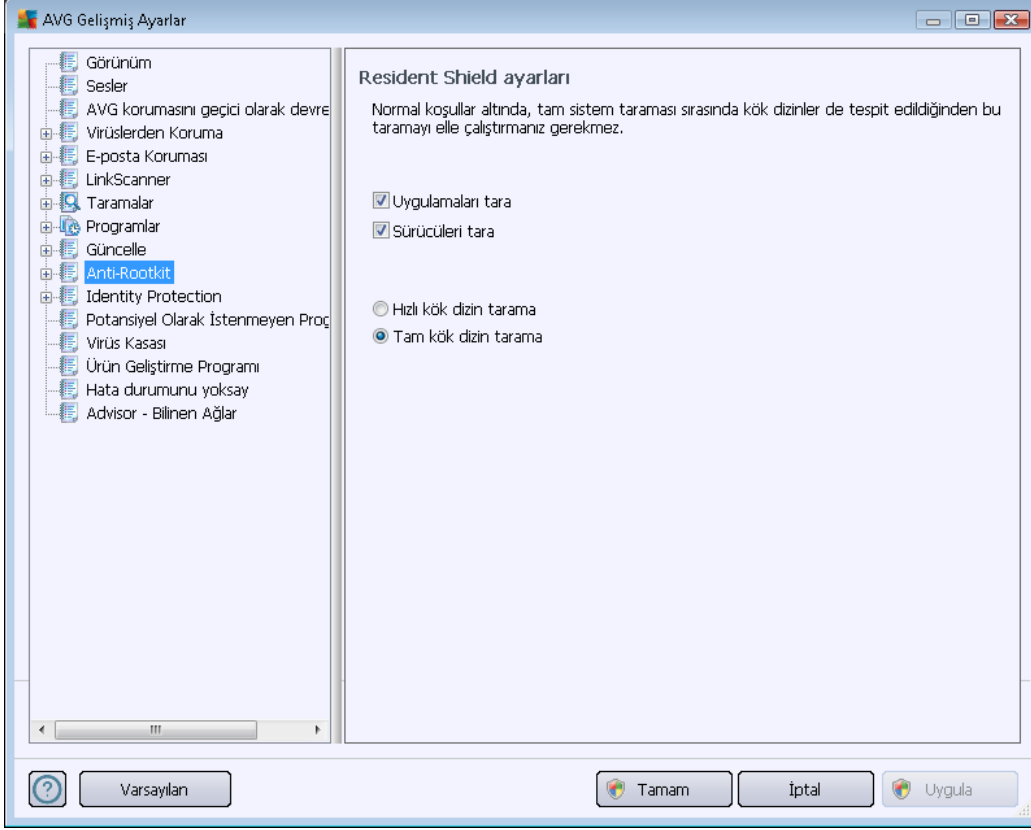 AVG Gelişmiş Ayarlar
Görünüm
Sesler
AVG korumasını geçici olarak devre
Virüslerden Koruma
E-posta Koruması
LinkScanner
Taramalar
Programlar
Güncelle
Anti-Rootkit
Identity Protection
Potansiyel Olarak İstenmeyen Prog
Virüs Kasası
Ürün Geliştirme Programı
Hata durumunu yoksay
Advisor - Bilinen Ağlar
Resident Shield ayarları
Normal koşullar altında, tam sistem taraması sırasında kök dizinler de tespit edildiğinden bu
taramayı elle çalıştırmanız gerekmez.
Uygulamaları tara
Sürücüleri tara
Hızlı kök dizin tarama
Tam kök dizin tarama
Varsayılan
Tamam
İptal
Uygula